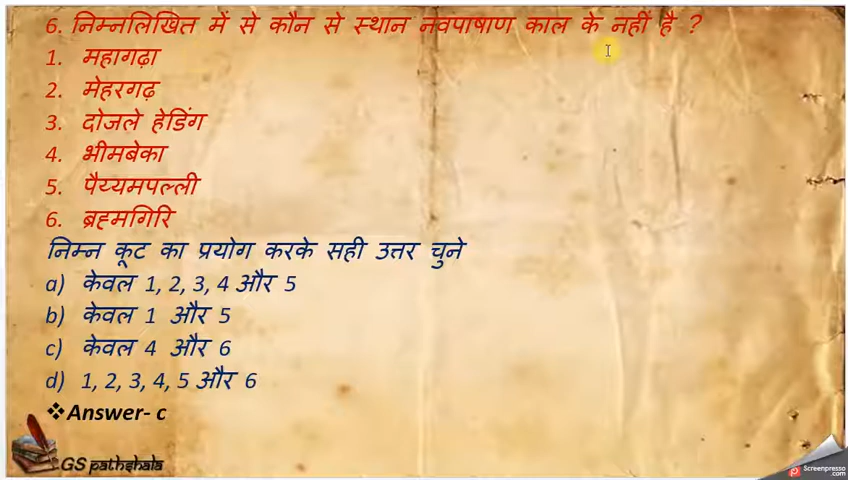 6. निम्नलिखित में से कौन से स्थान नवपाषाण काल के नहीं है ?
1. महागढ़ा
2. मेहरगढ़
3. दोजले हेडिंग
4. भीमबेका
5. पैय्यमपल्ली
6. ब्रह्मगिरि
निम्न कूट का प्रयोग करके सही उत्तर चुने
a) केवल 1, 2, 3, 4 और 5
b) केवल 1 और 5
c) केवल 4 और 6
d) 1, 2, 3, 4, 5 और 6
❖Answer- c
GS pathshala
Screenpresso
.com